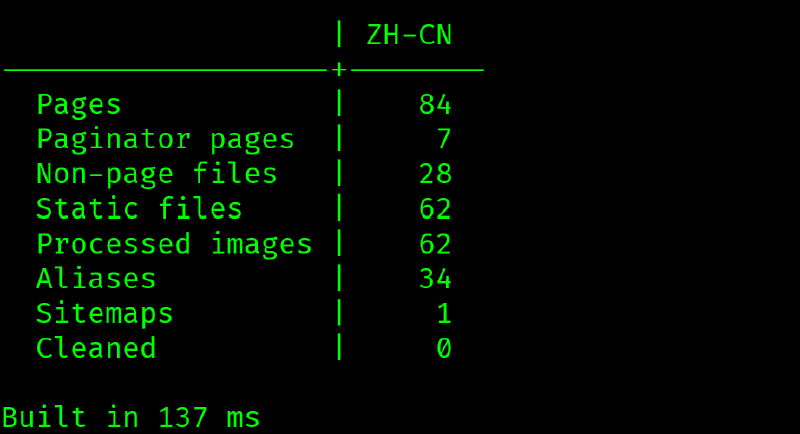 | ZH-CN
-------------------+--------
Pages | 84
Paginator pages | 7
Non-page files | 28
Static files | 62
Processed images | 62
Aliases | 34
Sitemaps | 1
Cleaned | 0
Built in 137 ms